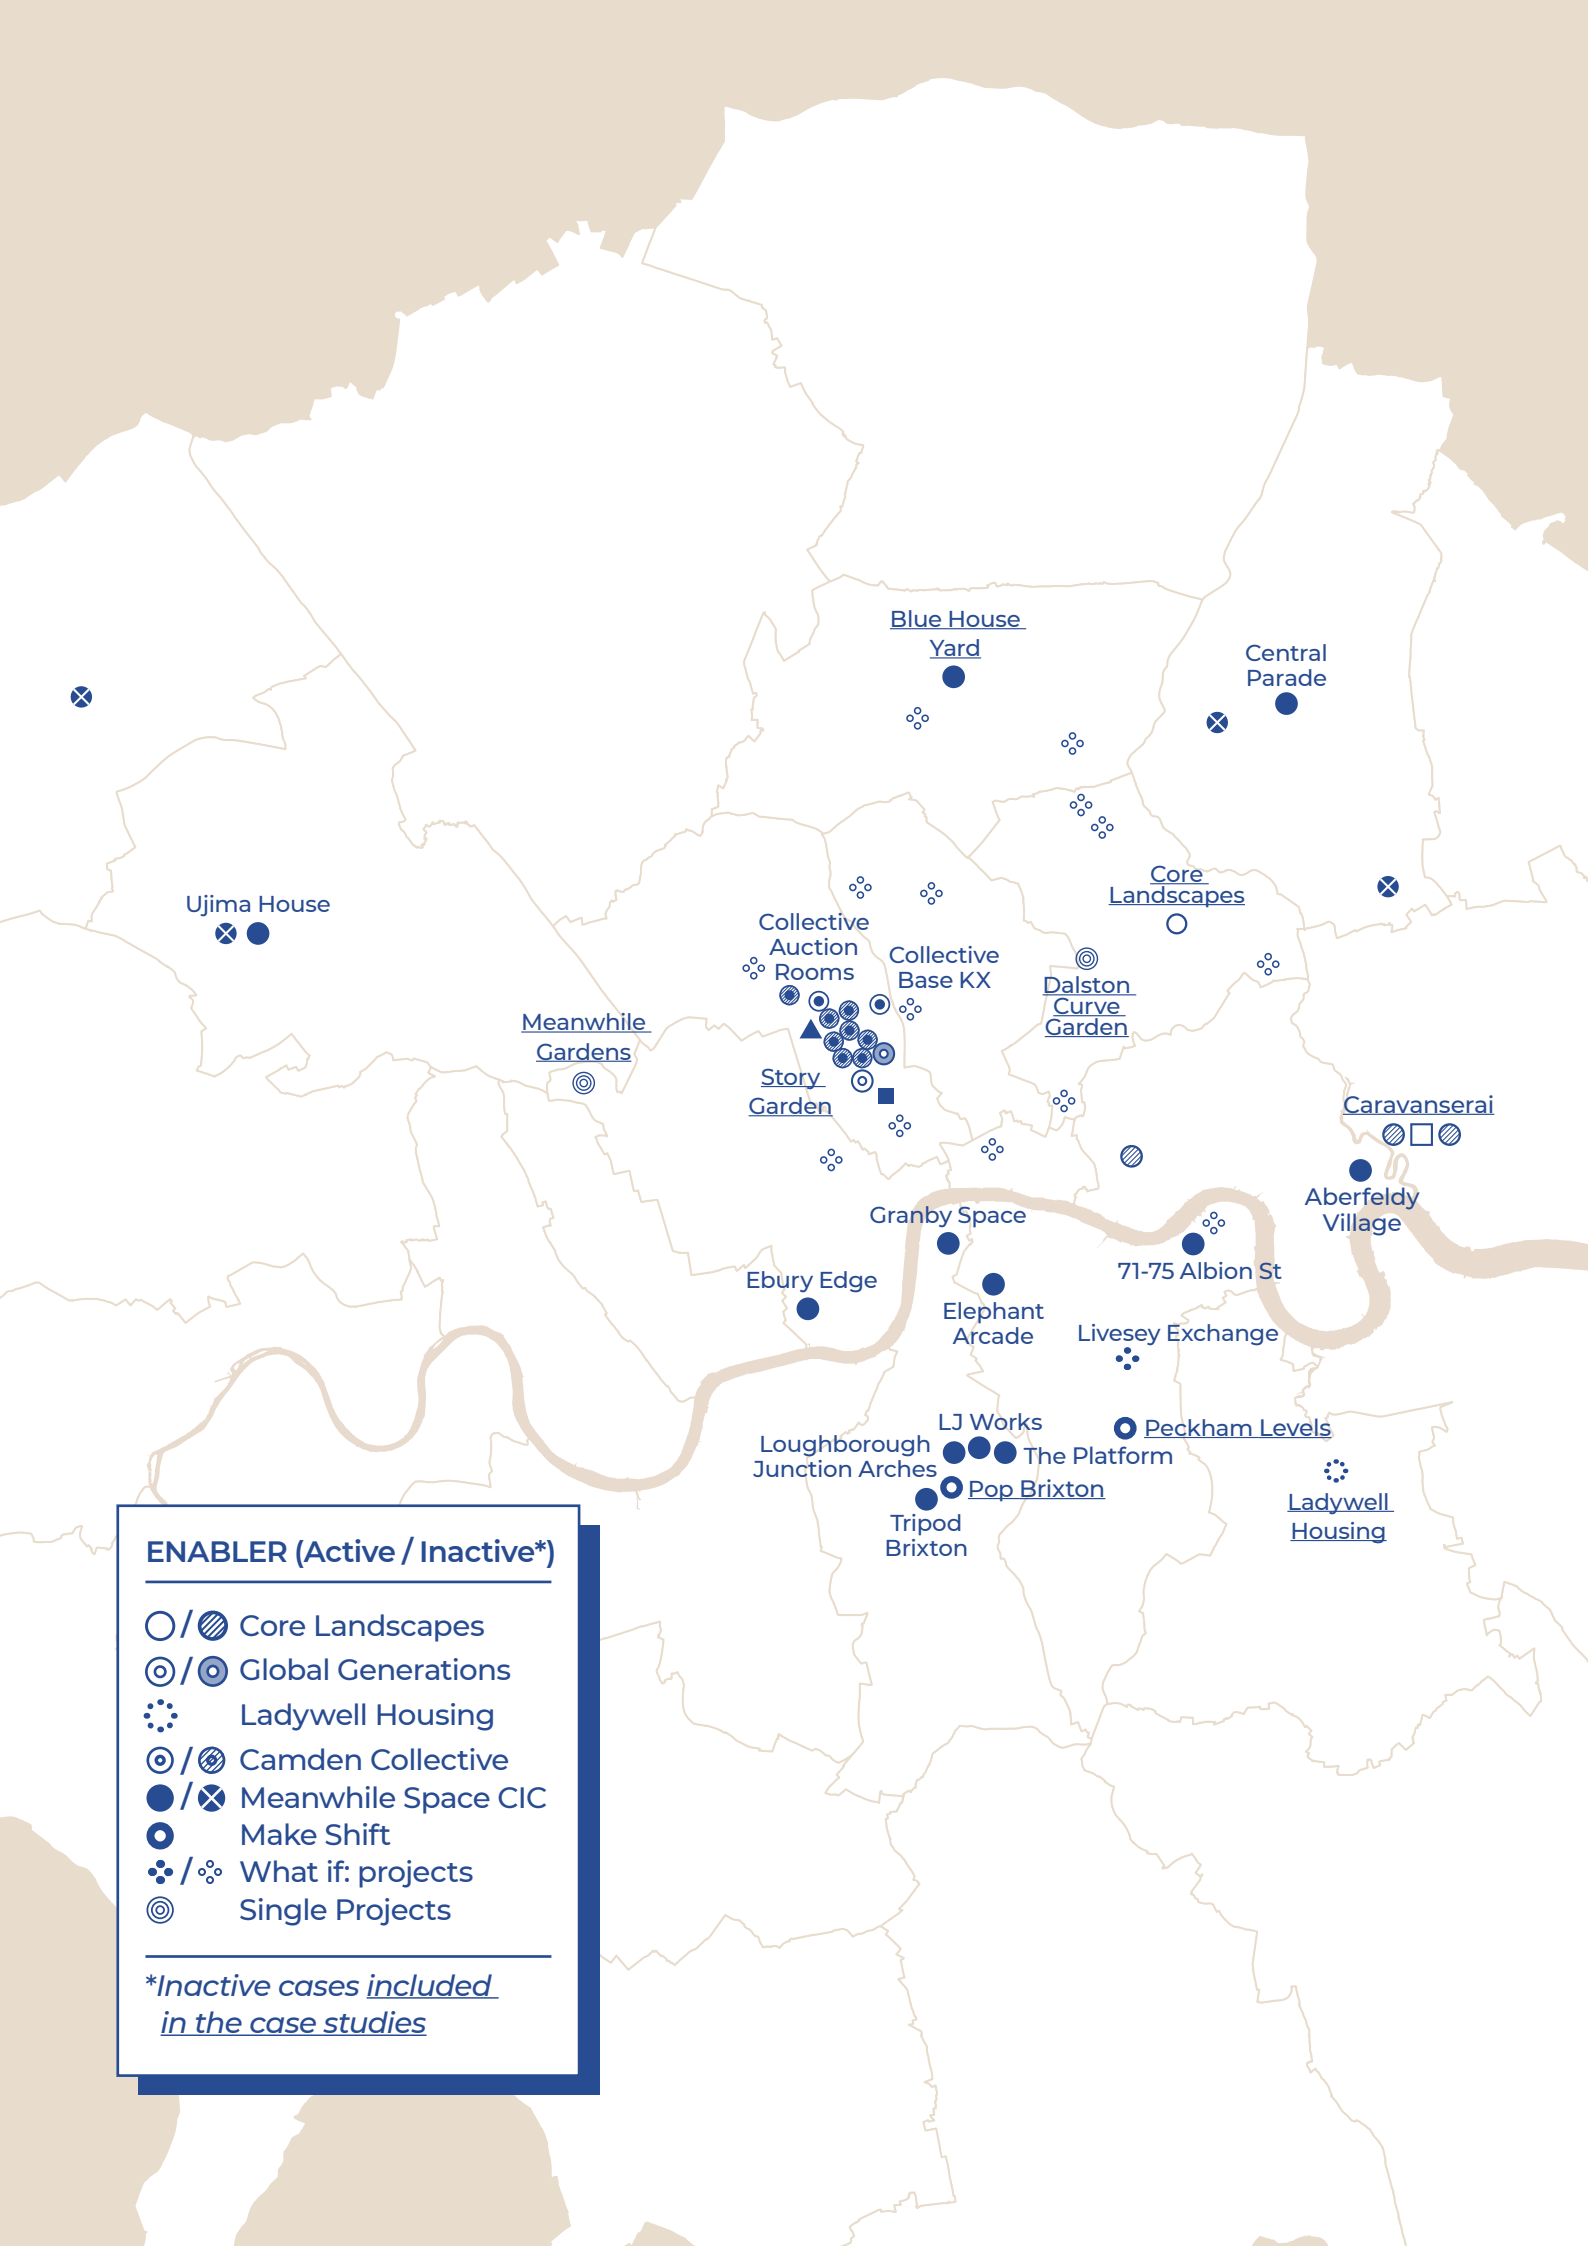 Blue House
Yard
Central
Parade
Core
Landscapes
Ujima House
Collective
Auction
Rooms
Collective
Base KX
Dalston
Curve
Garden
Meanwhile
Gardens
Story
Garden
Caravanserai
Aberfeldy
Village
Granby Space
71-75 Albion St
Ebury Edge
Elephant
Arcade
Livesey Exchange
LJ Works
Loughborough
Junction Arches
The Platform
Peckham Levels
Pop Brixton
Tripod
Brixton
Ladywell
Housing
ENABLER (Active / Inactive*)
/ Core Landscapes
/ Global Generations
Ladywell Housing
/ Camden Collective
/ Meanwhile Space CIC
Make Shift
/ What if: projects
Single Projects
*Inactive cases included
in the case studies